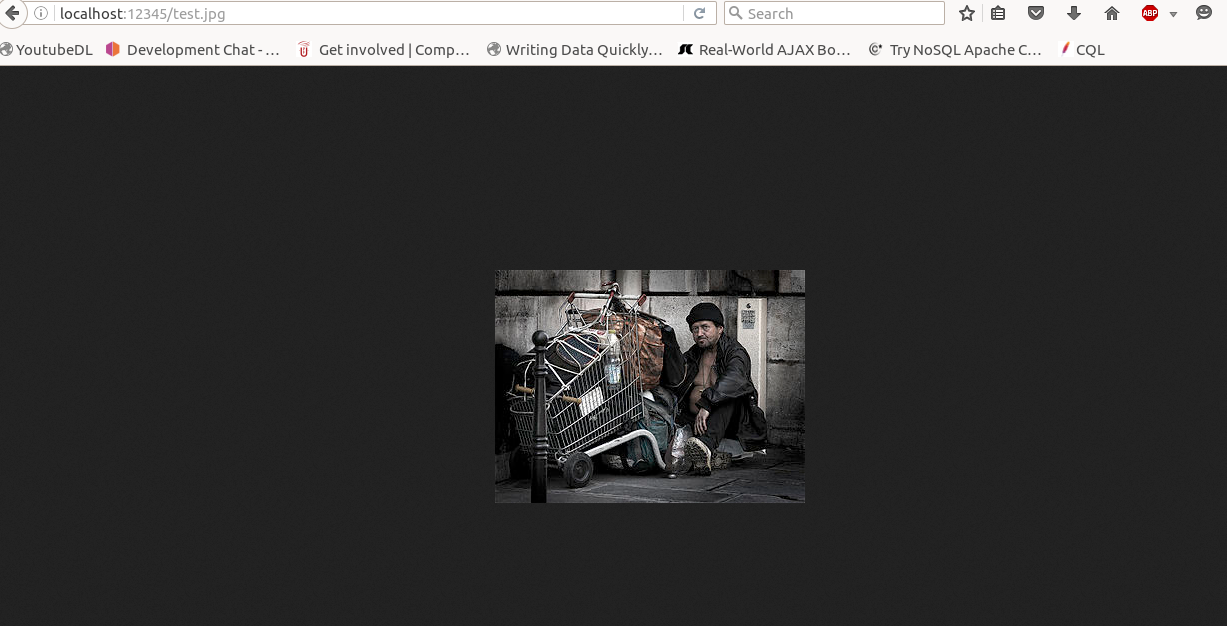 localhost:12345/test.jpg
Search
ABP
YoutubeDL
Development Chat - ...
Get involved | Comp...
Writing Data Quickly...
Real-World AJAX Bo...
Try NoSQL Apache C...
CQL